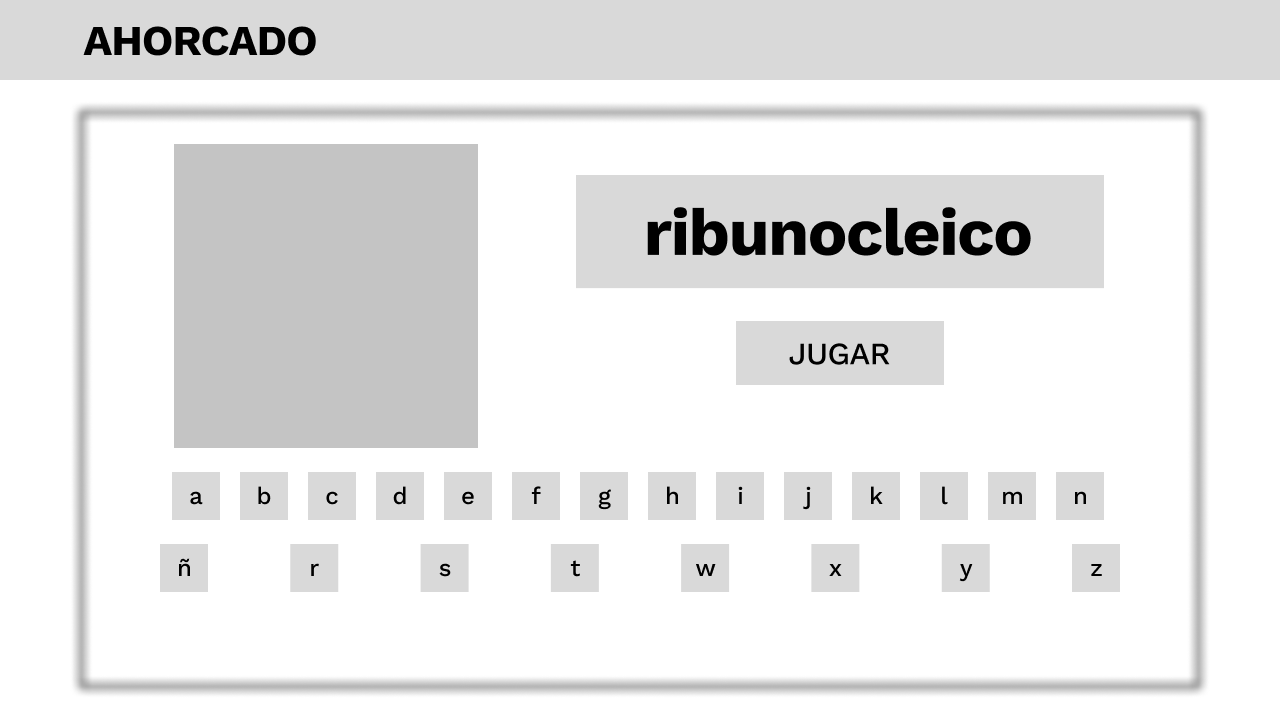 AHORCADO
ribunocleico
JUGAR
a b c d e f g h i j k l m n
ñ r s t w x y z